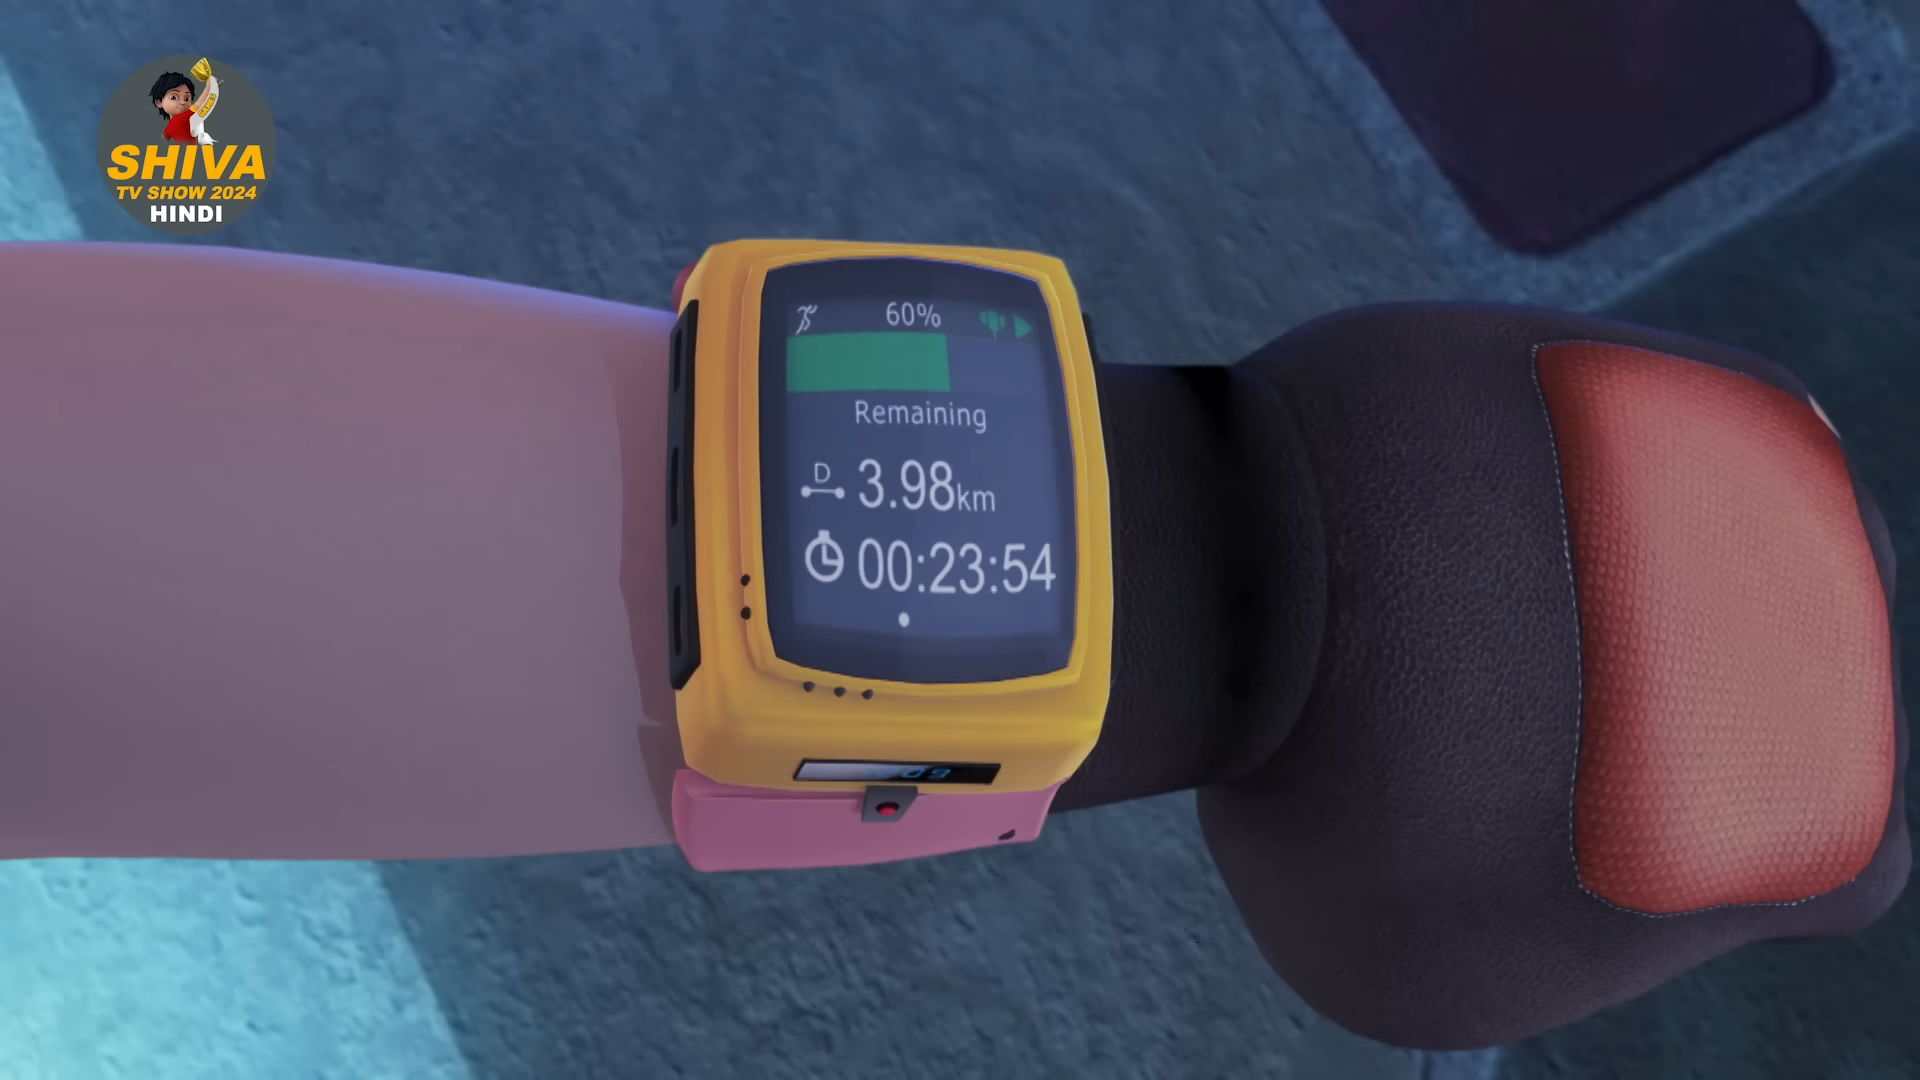 SHIVA
TV SHOW 2024
HINDI
60%
Remaining
D 3.98km
00:23:54